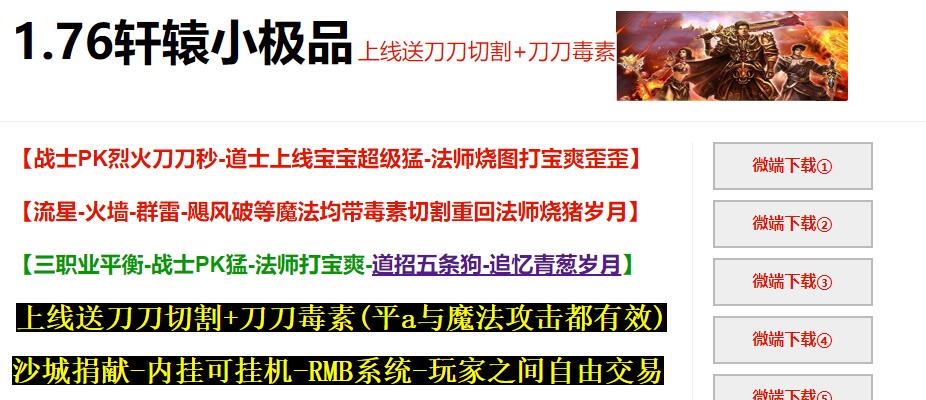 1.76轩辕小极品 上线送刀刀切割+刀刀毒素
【战士PK烈火刀刀秒-道士上线宝宝超级猛-法师烧图打宝爽歪歪】
【流星-火墙-群雷-飓风破等魔法均带毒素切割重回法师烧猪岁月】
【三职业平衡-战士PK猛-法师打宝爽-道招五条狗-追忆青葱岁月】
上线送刀刀切割+刀刀毒素(平a与魔法攻击都有效)
沙城捐献-内挂可挂机-RMB系统-玩家之间自由交易
微端下载①
微端下载②
微端下载③
微端下载④
微端下载⑤